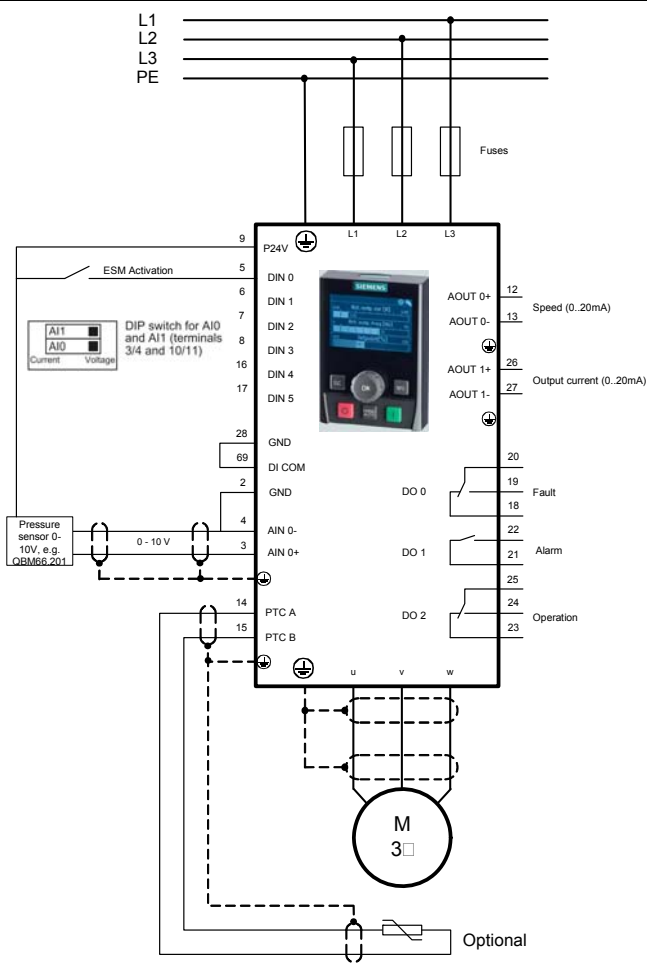 L1
L2
L3
PE
Fuses
L1
L2
L3
9
P24V
5
ESM Activation
DIN 0
6
DIN 1
7
DIN 2
8
DIN 3
16
DIN 4
17
DIN 5
AI1
AI0
Current
Voltage
DIP switch for AI0
and AI1 (terminals
3/4 and 10/11)
SIEMENS
OK
ESC
AOUT 0+
12
AOUT 0-
13
Speed (0..20mA)
AOUT 1+
26
AOUT 1-
27
Output current (0..20mA)
28
GND
69
DI COM
2
GND
4
AIN 0-
3
AIN 0+
Pressure
sensor 0-
10V, e.g.
QBM66.201
0 - 10 V
20
DO 0
19
Fault
18
22
DO 1
21
Alarm
25
DO 2
24
Operation
23
14
PTC A
15
PTC B
u
v
w
M
3□
Optional